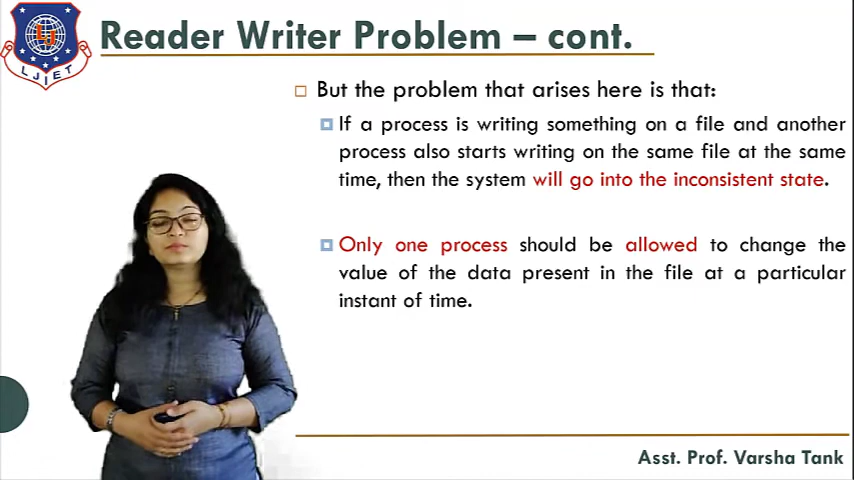 Reader Writer Problem – cont.
LJIET
But the problem that arises here is that:
If a process is writing something on a file and another
process also starts writing on the same file at the same
time, then the system will go into the inconsistent state.
Only one process should be allowed to change the
value of the data present in the file at a particular
instant of time.
Asst. Prof. Varsha Tank